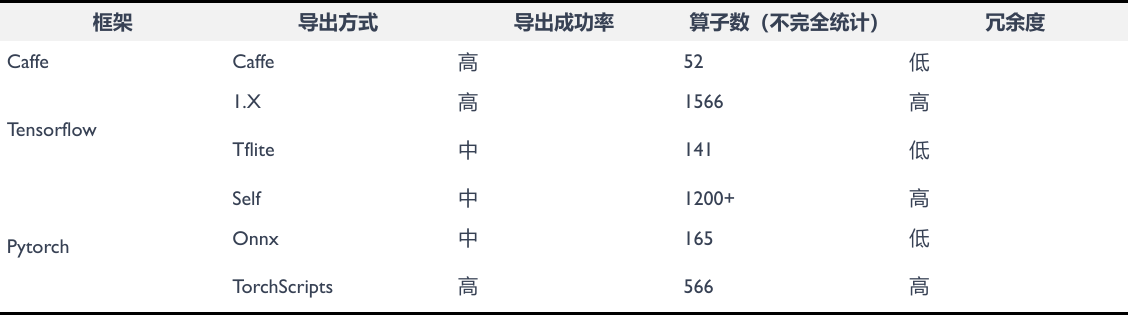 框架 导出方式 导出成功率 算子数（不完全统计） 冗余度
Caffe Caffe 高 52 低
1.X 高 1566 高
Tensorflow
Tflite 中 141 低
Self 中 1200+ 高
Onnx 中 165 低
Pytorch
TorchScripts 高 566 高